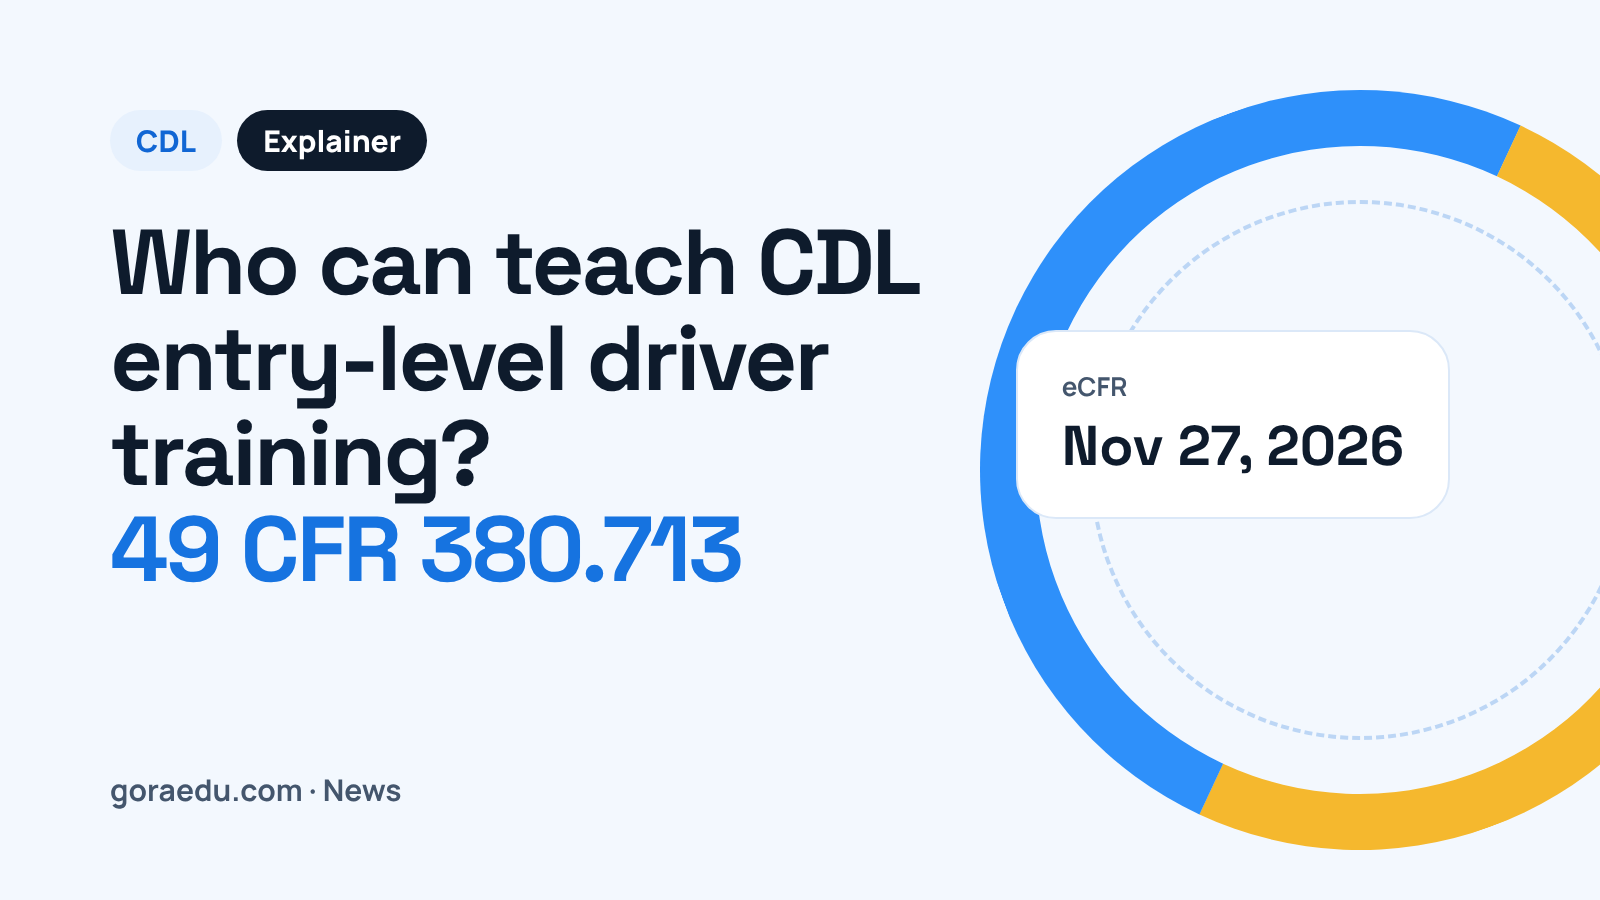 CDL
Explainer
Who can teach CDL
entry-level driver
training?
49 CFR 380.713
eCFR
Nov 27, 2026
goraedu.com · News